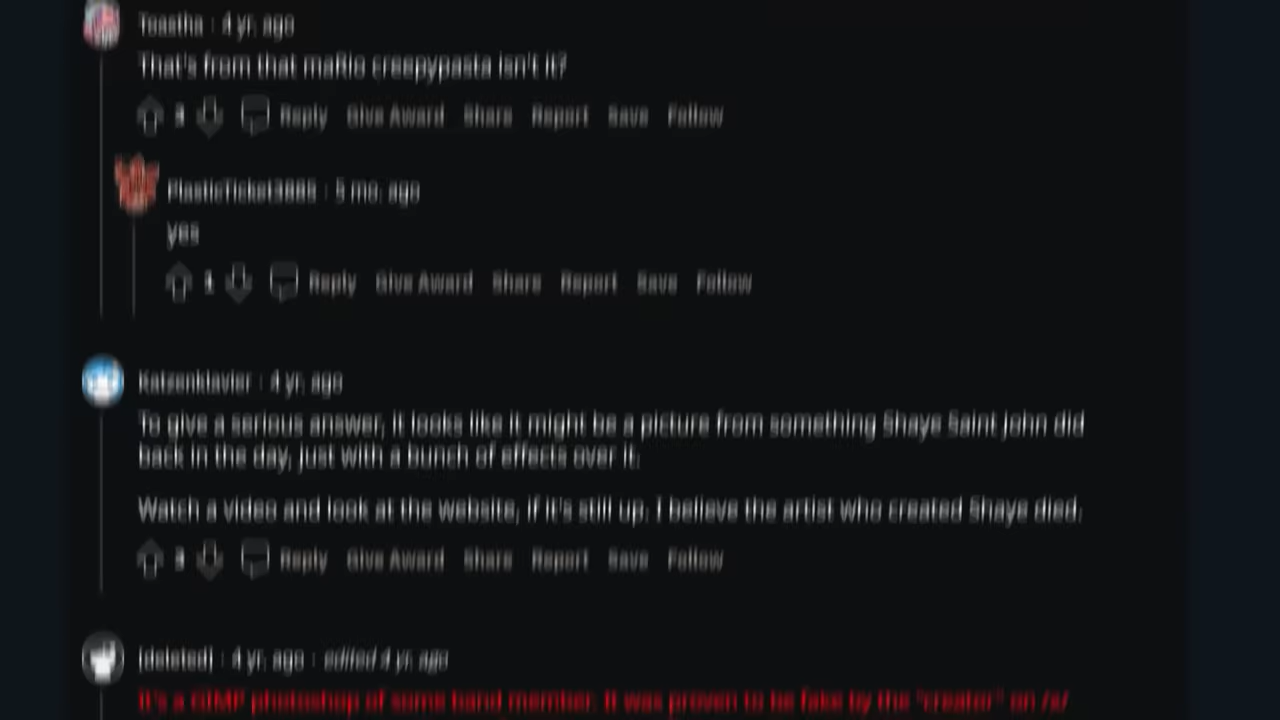 Toastha · 4 yr. ago
That's from that maRio creepypasta isn't it?
3 Reply Give Award Share Report Save Follow
5 mo. ago
yes
1 Reply Give Award Share Report Save Follow
Katzenklavier · 4 yr. ago
To give a serious answer, it looks like it might be a picture from something Shaye Saint John did
back in the day, just with a bunch of effects over it.
Watch a video and look at the website, if it's still up. I believe the artist who created Shaye died.
3 Reply Give Award Share Report Save Follow
[deleted] · 4 yr. ago · edited 4 yr. ago
It's a GIMP photoshop of some band member. It was proven to be fake by the "creator" on /x/